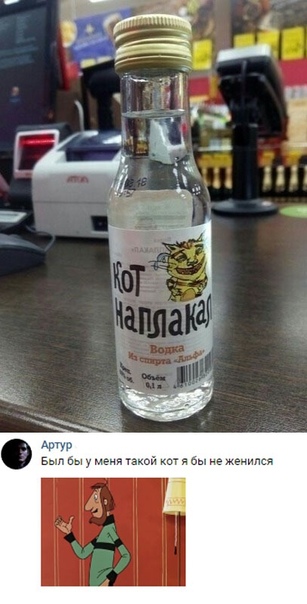 Кот
наплакал
Водка
Из спирта «Альфа»
Объём
0,1 л
Артур
Был бы у меня такой кот я бы не женился